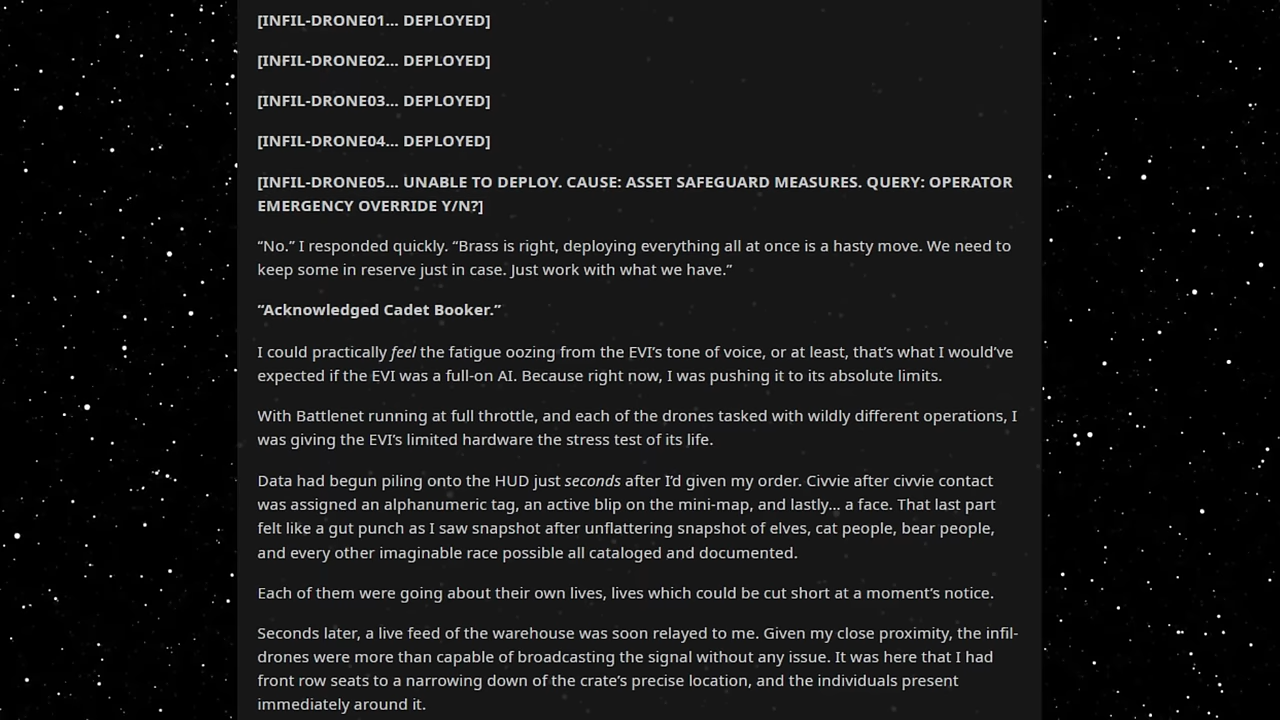 [INFIL-DRONE01... DEPLOYED]
[INFIL-DRONE02... DEPLOYED]
[INFIL-DRONE03... DEPLOYED]
[INFIL-DRONE04... DEPLOYED]
[INFIL-DRONE05... UNABLE TO DEPLOY. CAUSE: ASSET SAFEGUARD MEASURES. QUERY: OPERATOR
EMERGENCY OVERRIDE Y/N?]
“No.” I responded quickly. “Brass is right, deploying everything all at once is a hasty move. We need to
keep some in reserve just in case. Just work with what we have.”
“Acknowledged Cadet Booker.”
I could practically feel the fatigue oozing from the EVI’s tone of voice, or at least, that’s what I would’ve
expected if the EVI was a full-on AI. Because right now, I was pushing it to its absolute limits.
With Battlenet running at full throttle, and each of the drones tasked with wildly different operations, I
was giving the EVI’s limited hardware the stress test of its life.
Data had begun piling onto the HUD just seconds after I’d given my order. Civvie after civvie contact
was assigned an alphanumeric tag, an active blip on the mini-map, and lastly… a face. That last part
felt like a gut punch as I saw snapshot after unflattering snapshot of elves, cat people, bear people,
and every other imaginable race possible all cataloged and documented.
Each of them were going about their own lives, lives which could be cut short at a moment’s notice.
Seconds later, a live feed of the warehouse was soon relayed to me. Given my close proximity, the infil-
drones were more than capable of broadcasting the signal without any issue. It was here that I had
front row seats to a narrowing down of the crate’s precise location, and the individuals present
immediately around it.